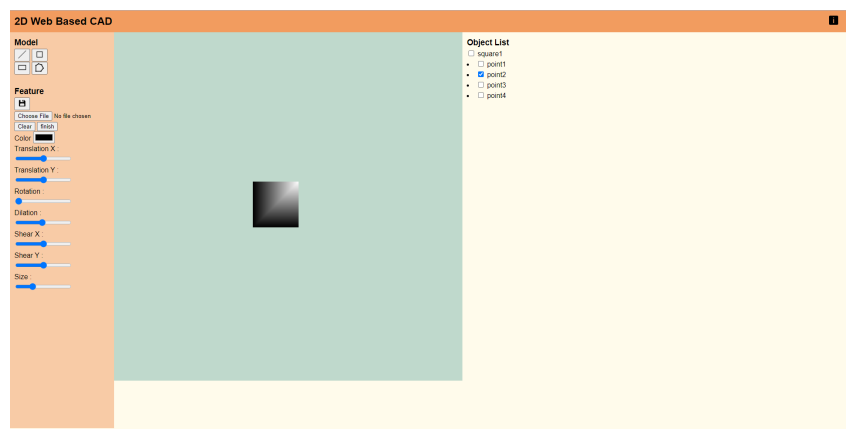 2D Web Based CAD
i
Model
Feature
Choose File No file chosen
Clear finish
Color
Translation X :
Translation Y :
Rotation :
Dilation :
Shear X :
Shear Y :
Size :
Object List
square1
point1
point2
point3
point4